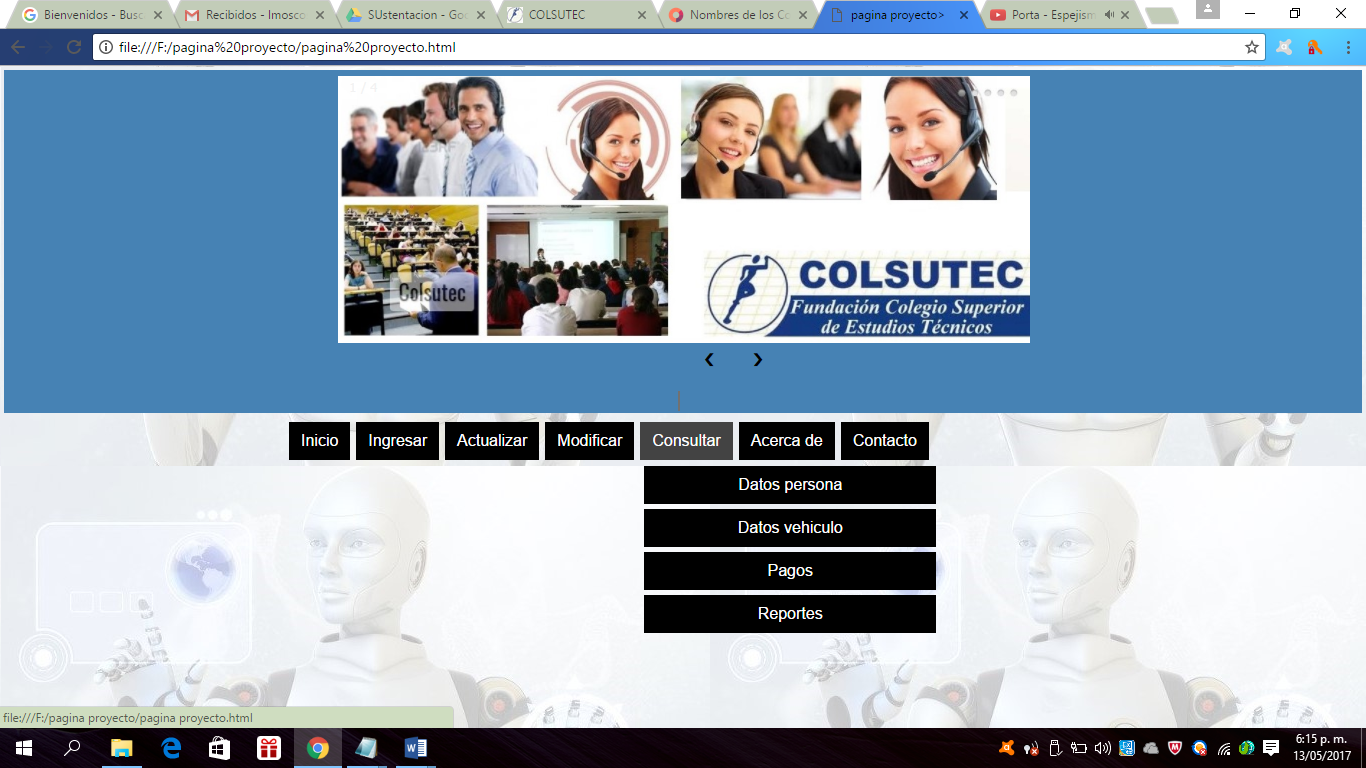 Bienvenidos - Busc
Recibidos - lmosco
SUstentacion - Goo
COLSUTEC
Nombres de los Co
pagina proyecto>
Porta - Espejism
file:///F:/pagina%20proyecto/pagina%20proyecto.html
1 / 4
Colsutec
COLSUTEC
Fundación Colegio Superior
de Estudios Técnicos
Inicio
Ingresar
Actualizar
Modificar
Consultar
Acerca de
Contacto
Datos persona
Datos vehiculo
Pagos
Reportes
file:///F:/pagina proyecto/pagina proyecto.html
6:15 p. m.
13/05/2017